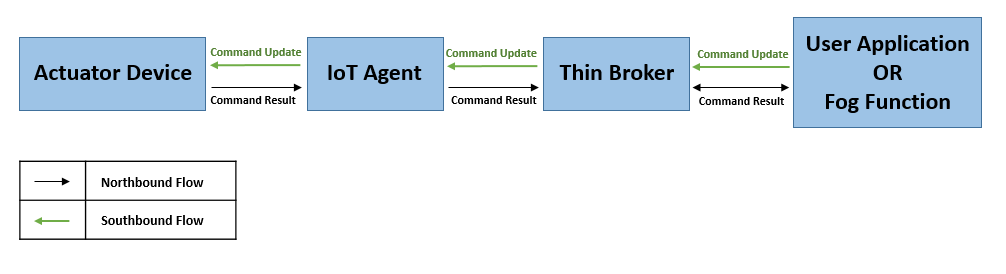 Actuator Device
Command Update
Command Result
IoT Agent
Command Update
Command Result
Thin Broker
Command Update
Command Result
User Application
OR
Fog Function
Northbound Flow
Southbound Flow